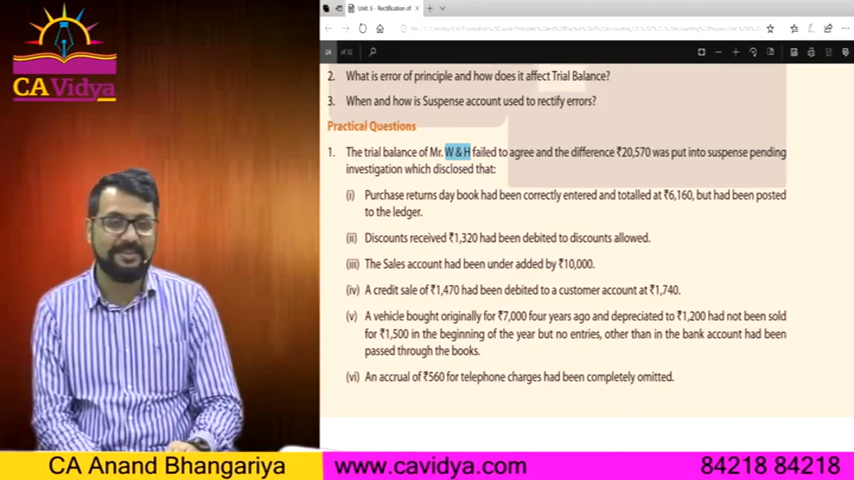 CA Vidya
Unit 6 - Rectification of
24 of 32
2. What is error of principle and how does it affect Trial Balance?
3. When and how is Suspense account used to rectify errors?
Practical Questions
1. The trial balance of Mr. W & H failed to agree and the difference ₹20,570 was put into suspense pending
investigation which disclosed that:
(i) Purchase returns day book had been correctly entered and totalled at ₹6,160, but had been posted
to the ledger.
(ii) Discounts received ₹1,320 had been debited to discounts allowed.
(iii) The Sales account had been under added by ₹10,000.
(iv) A credit sale of ₹1,470 had been debited to a customer account at ₹1,740.
(v) A vehicle bought originally for ₹7,000 four years ago and depreciated to ₹1,200 had not been sold
for ₹1,500 in the beginning of the year but no entries, other than in the bank account had been
passed through the books.
(vi) An accrual of ₹560 for telephone charges had been completely omitted.
CA Anand Bhangariya
www.cavidya.com
84218 84218